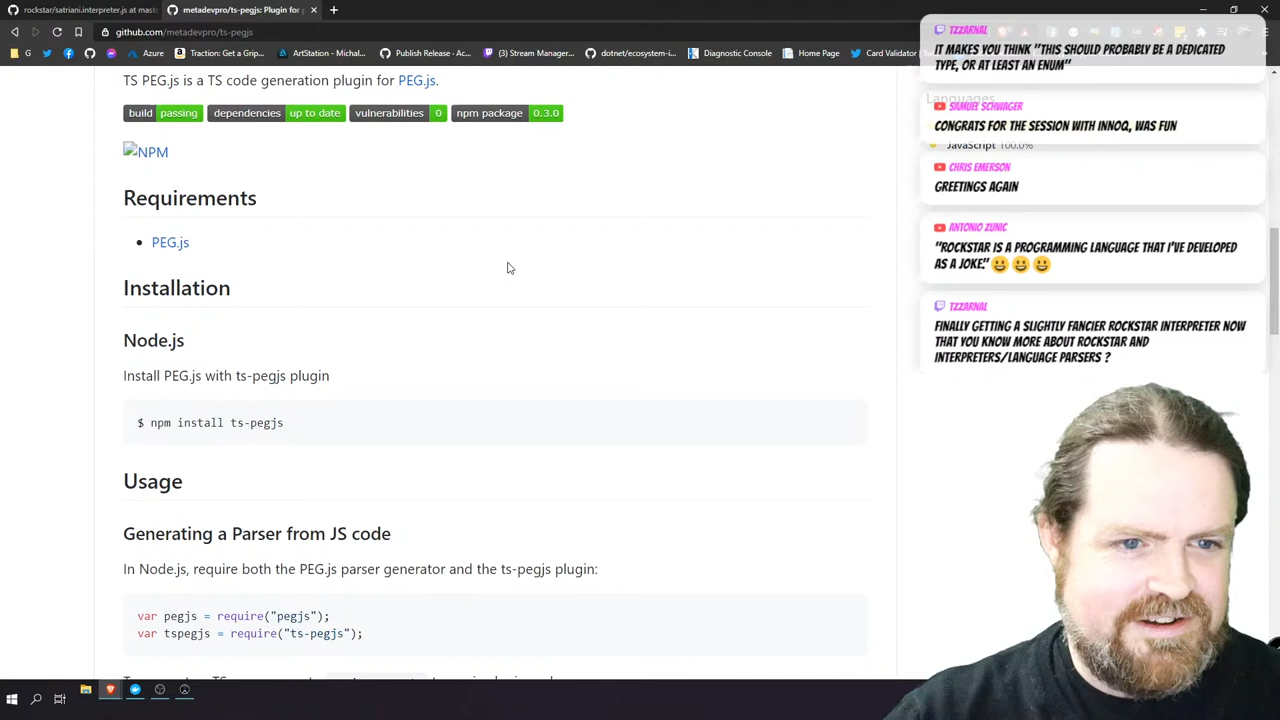 rockstar/satriani.interpreter.js at mast
metadevpro/ts-pegjs: Plugin for p
github.com/metadevpro/ts-pegjs
G
Azure
Traction: Get a Grip...
ArtStation - Michal...
Publish Release · Ac...
(3) Stream Manager...
dotnet/ecosystem-i...
Diagnostic Console
Home Page
Card Validator |
TS PEG.js is a TS code generation plugin for PEG.js.
build passing dependencies up to date vulnerabilities 0 npm package 0.3.0
NPM
Requirements
PEG.js
Installation
Node.js
Install PEG.js with ts-pegjs plugin
$ npm install ts-pegjs
Usage
Generating a Parser from JS code
In Node.js, require both the PEG.js parser generator and the ts-pegjs plugin:
var pegjs = require("pegjs");
var tspegjs = require("ts-pegjs");
TZZARNAL
IT MAKES YOU THINK "THIS SHOULD PROBABLY BE A DEDICATED
TYPE, OR AT LEAST AN ENUM"
Languages
SAMUEL SCHWAGER
CONGRATS FOR THE SESSION WITH INNOQ, WAS FUN
JavaScript 100.0%
CHRIS EMERSON
GREETINGS AGAIN
ANTONIO ZUNIC
"ROCKSTAR IS A PROGRAMMING LANGUAGE THAT I'VE DEVELOPED
AS A JOKE." 😀😀😀
TZZARNAL
FINALLY GETTING A SLIGHTLY FANCIER ROCKSTAR INTERPRETER NOW
THAT YOU KNOW MORE ABOUT ROCKSTAR AND
INTERPRETERS/LANGUAGE PARSERS ?